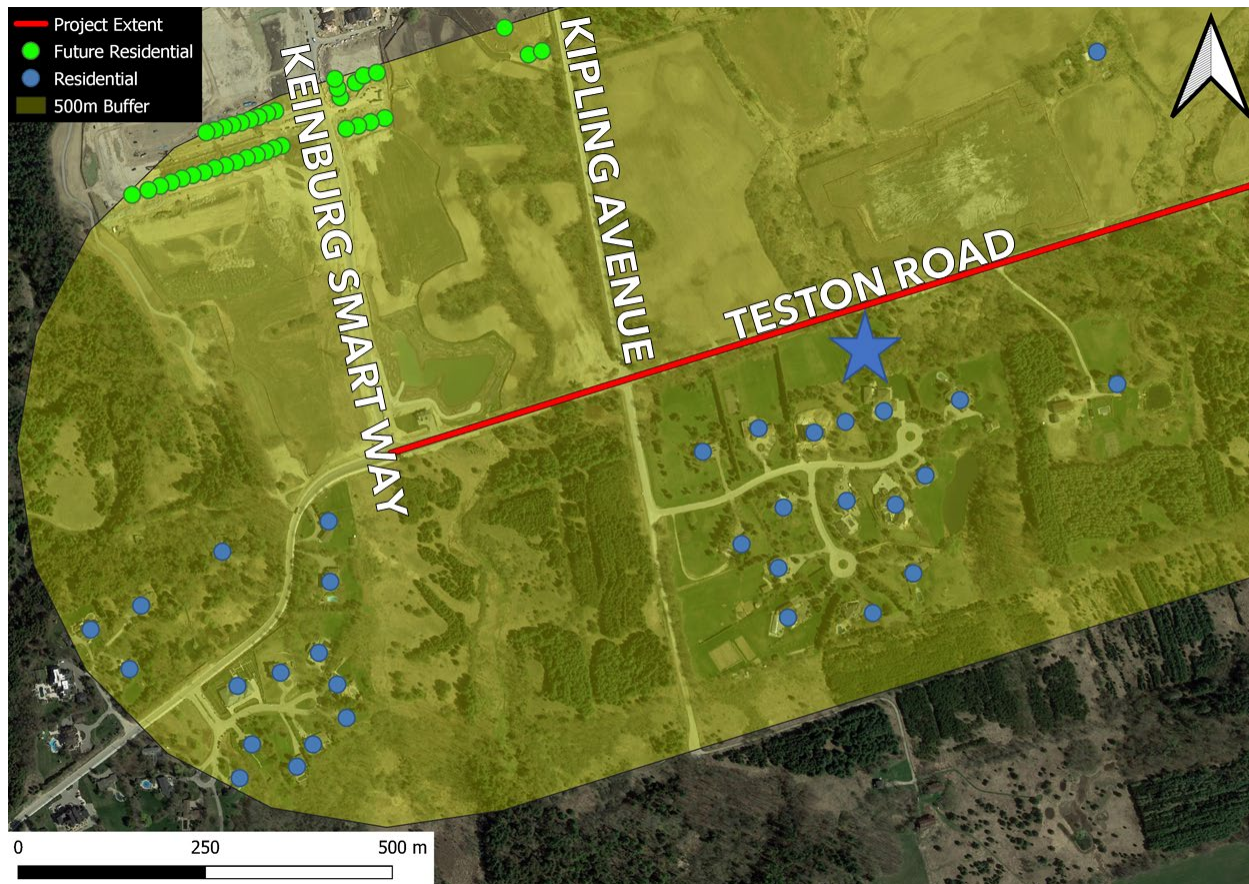 Project Extent
Future Residential
Residential
500m Buffer
KEINBURG SMART WAY
KIPLING AVENUE
TESTON ROAD
0 250 500 m